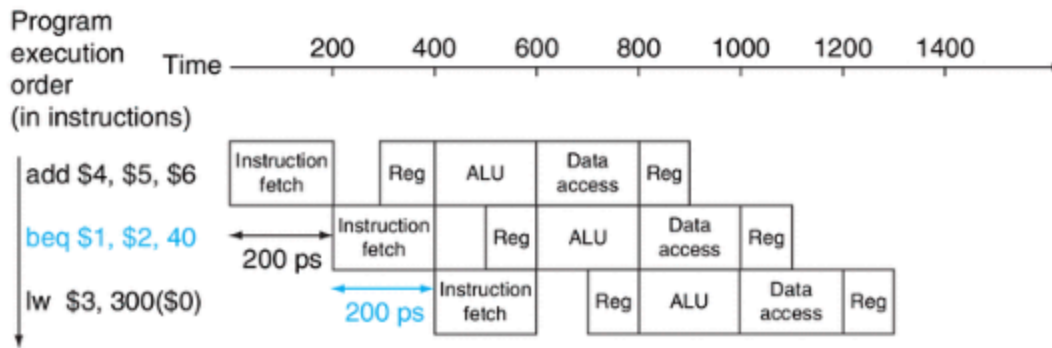 Program
execution
order
(in instructions)
Time
200 400 600 800 1000 1200 1400
add $4, $5, $6
Instruction
fetch
Reg
ALU
Data
access
Reg
beq $1, $2, 40
200 ps
Instruction
fetch
Reg
ALU
Data
access
Reg
lw $3, 300($0)
200 ps
Instruction
fetch
Reg
ALU
Data
access
Reg